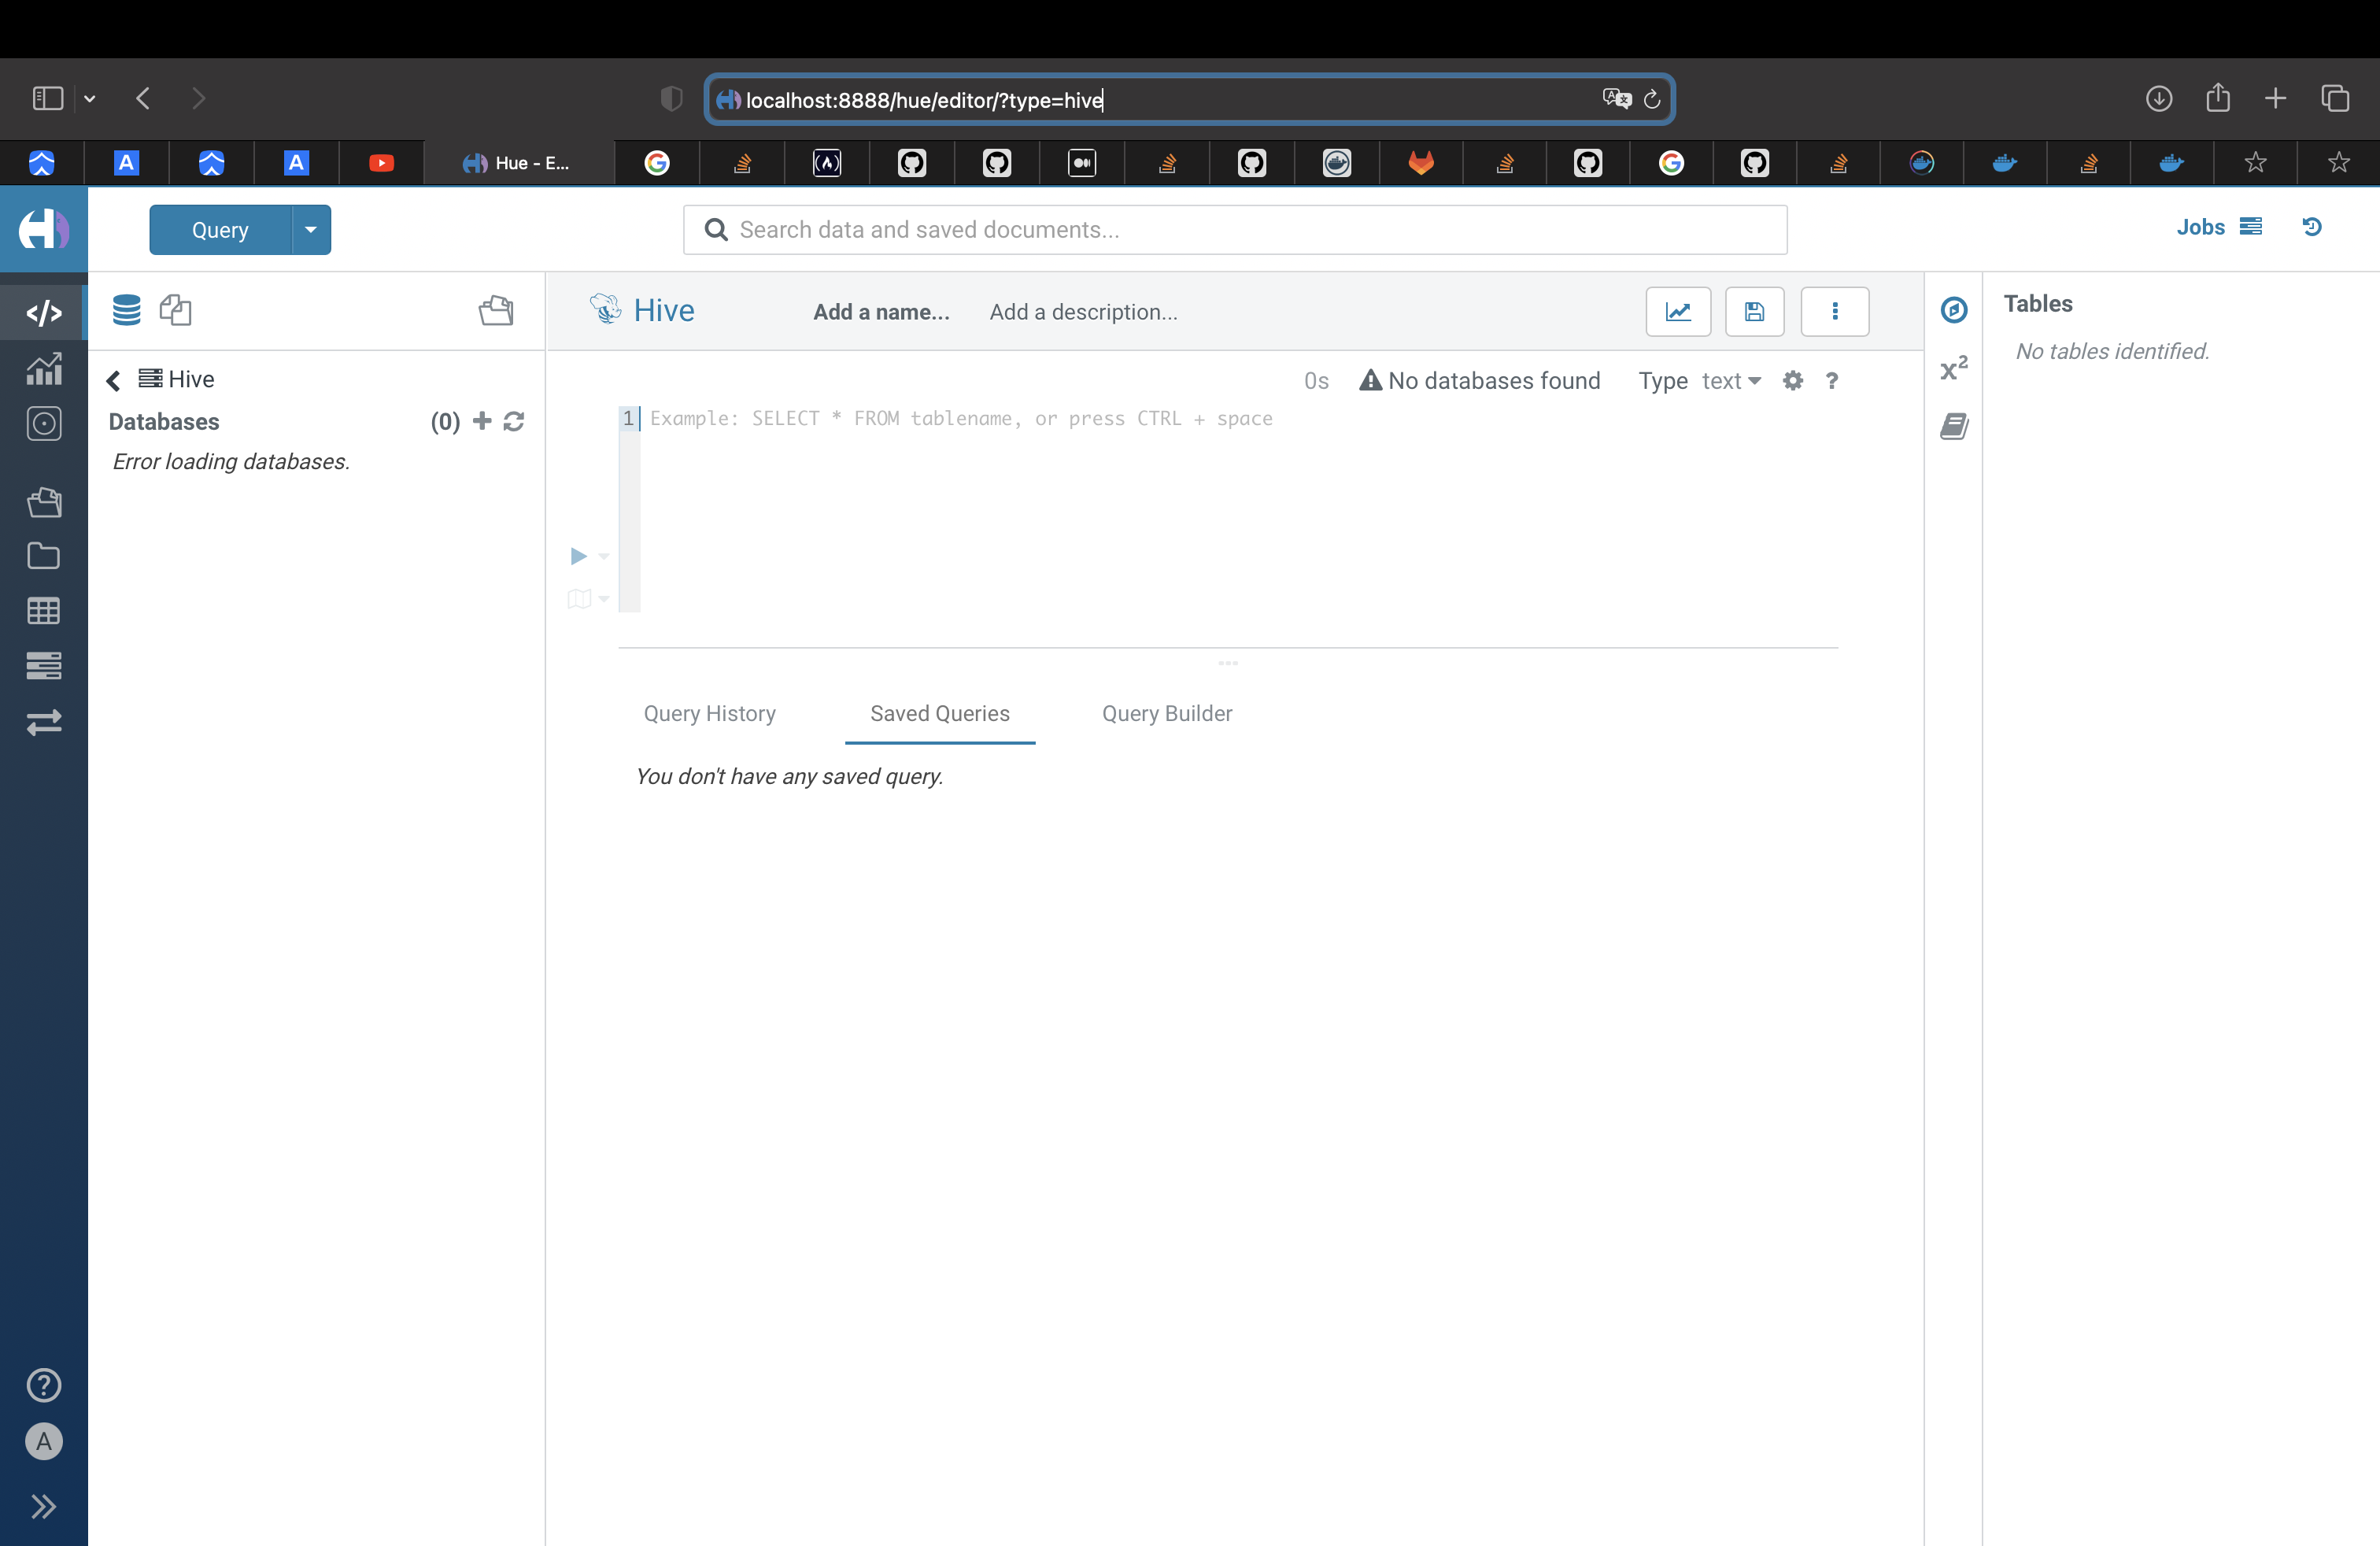 localhost:8888/hue/editor/?type=hive
A
A
Hue - E...
Query
Search data and saved documents...
Jobs
Hive
Add a name...
Add a description...
Tables
No tables identified.
Hive
0s
No databases found
Type text
?
x²
Databases
(0)
Error loading databases.
1
Example: SELECT * FROM tablename, or press CTRL + space
Query History
Saved Queries
Query Builder
You don't have any saved query.
?
A